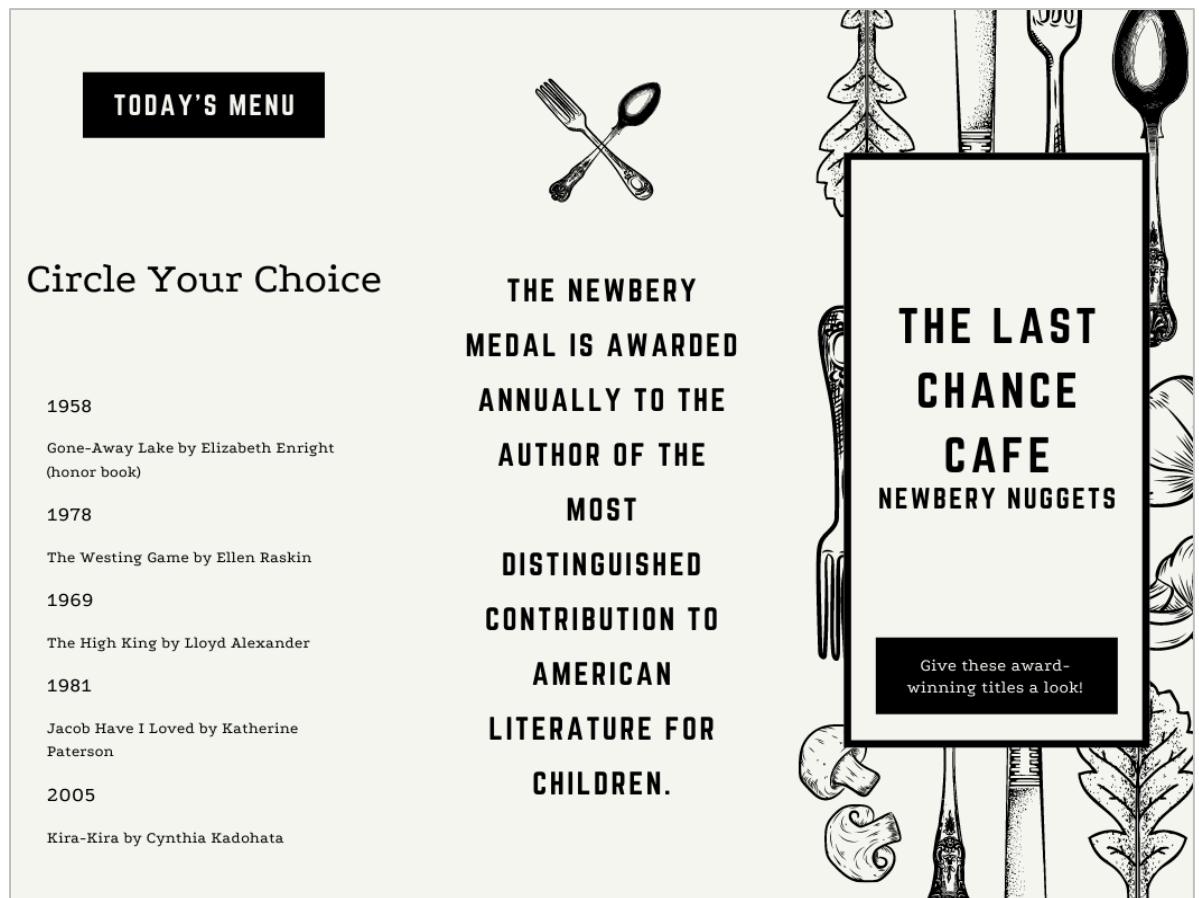 TODAY'S MENU
Circle Your Choice
1958
Gone-Away Lake by Elizabeth Enright
(honor book)
1978
The Westing Game by Ellen Raskin
1969
The High King by Lloyd Alexander
1981
Jacob Have I Loved by Katherine
Paterson
2005
Kira-Kira by Cynthia Kadohata
THE NEWBERY
MEDAL IS AWARDED
ANNUALLY TO THE
AUTHOR OF THE
MOST
DISTINGUISHED
CONTRIBUTION TO
AMERICAN
LITERATURE FOR
CHILDREN.
THE LAST
CHANCE
CAFE
NEWBERY NUGGETS
Give these award-
winning titles a look!